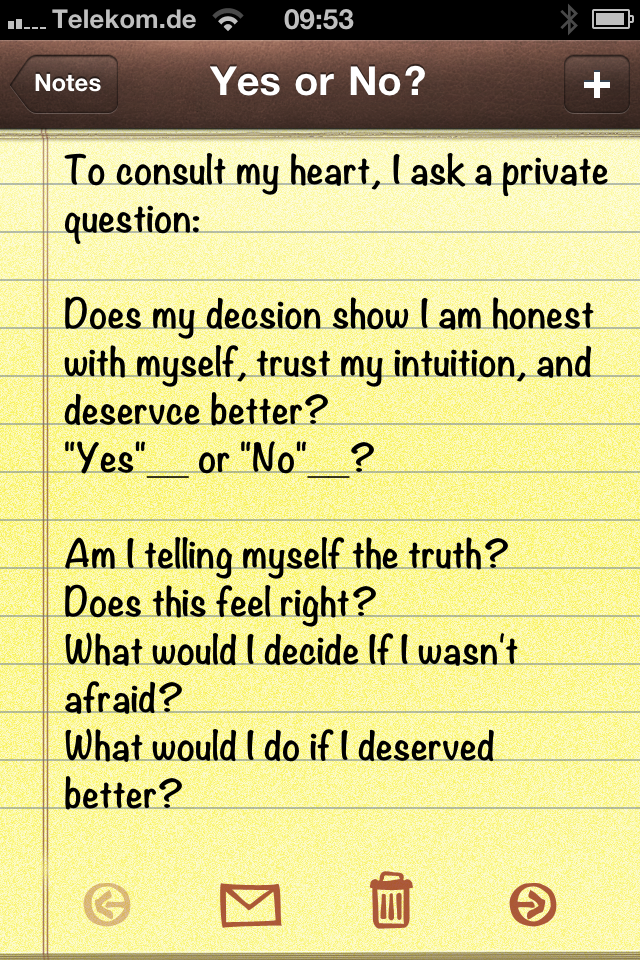 Telekom.de 09:53
Notes Yes or No? +
To consult my heart, I ask a private
question:
Does my decsion show I am honest
with myself, trust my intuition, and
deservce better?
"Yes"__ or "No"__?
Am I telling myself the truth?
Does this feel right?
What would I decide If I wasn't
afraid?
What would I do if I deserved
better?